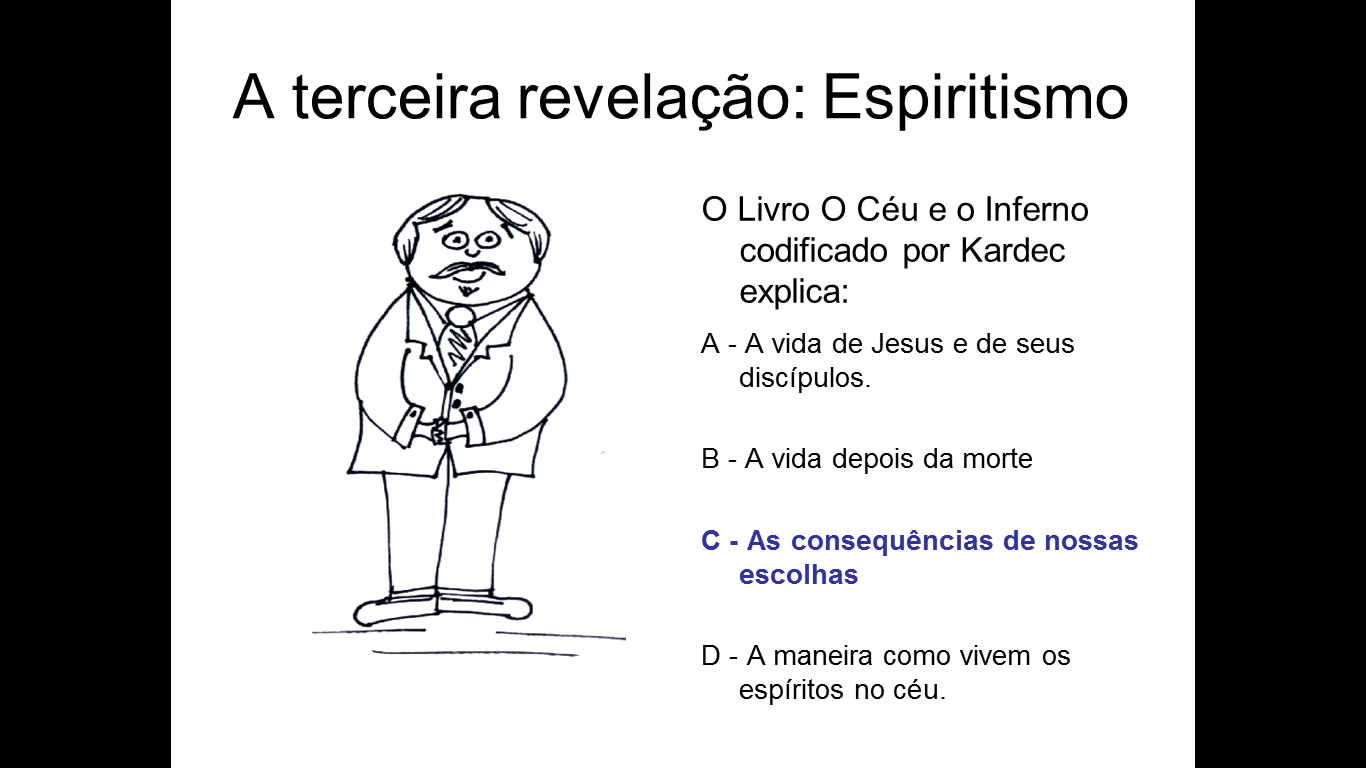 A terceira revelação: Espiritismo
O Livro O Céu e o Inferno
codificado por Kardec
explica:
A - A vida de Jesus e de seus
discípulos.
B - A vida depois da morte
C - As consequências de nossas
escolhas
D - A maneira como vivem os
espíritos no céu.